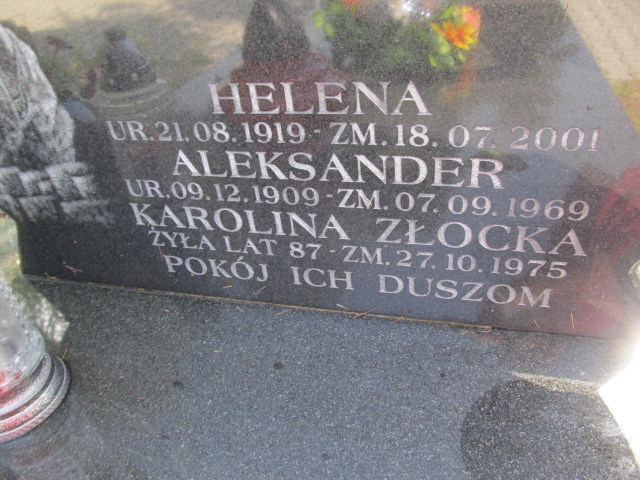 HELENA
UR.21.08.1919-ZM.18.07.2001
ALEKSANDER
UR.09.12.1909-ZM.07.09.1969
KAROLINA ZŁOCKA
ŻYŁA LAT 87-ZM.27.10.1975
POKÓJ ICH DUSZOM